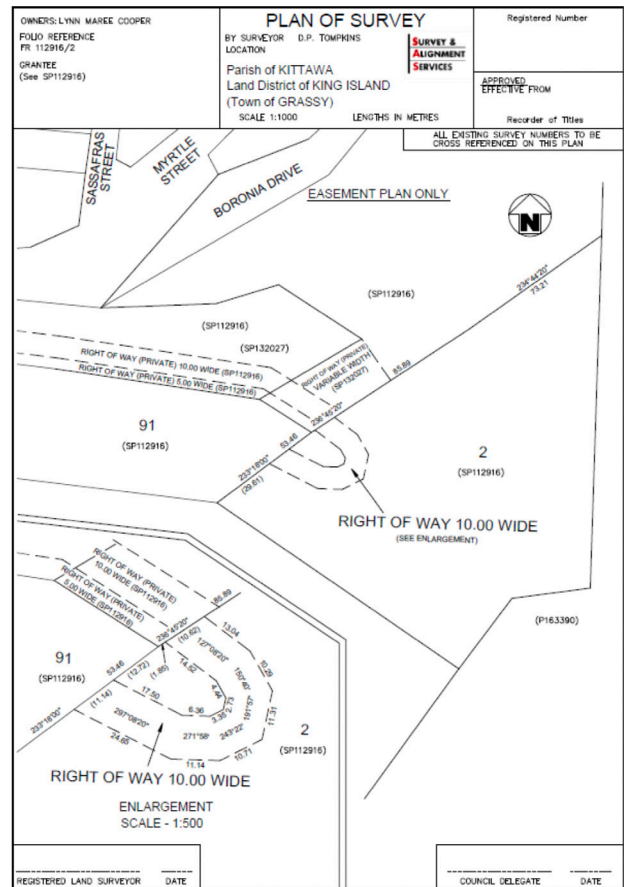 OWNERS: LYNN MAREE COOPER
FOLIO REFERENCE
FR 112916/2
GRANTEE
(See SP112916)
PLAN OF SURVEY
BY SURVEYOR D.P. TOMPKINS
LOCATION
Parish of KITTAWA
Land District of KING ISLAND
(Town of GRASSY)
SCALE 1:1000 LENGTHS IN METRES
SURVEY &
ALIGNMENT
SERVICES
Registered Number
APPROVED
EFFECTIVE FROM
Recorder of Titles
ALL EXISTING SURVEY NUMBERS TO BE
CROSS REFERENCED ON THIS PLAN
SASSAFRAS
STREET
MYRTLE
STREET
BORONIA DRIVE
EASEMENT PLAN ONLY
N
234°44'20"
73.21
(SP112916)
(SP112916)
(SP132027)
RIGHT OF WAY (PRIVATE) 10.00 WIDE (SP112916)
RIGHT OF WAY (PRIVATE) 5.00 WIDE (SP112916)
RIGHT OF WAY (PRIVATE)
VARIABLE WIDTH
(SP132027)
85.89
236°45'20"
53.46
233°18'00"
(29.61)
91
(SP112916)
2
(SP112916)
RIGHT OF WAY 10.00 WIDE
(SEE ENLARGEMENT)
(P163390)
RIGHT OF WAY (PRIVATE)
10.00 WIDE (SP112916)
RIGHT OF WAY (PRIVATE)
5.00 WIDE (SP112916)
85.89
236°45'20"
(10.62)
13.04
127°08'20"
10.29
150°40'
191°57'
11.31
53.46
(12.72)
(1.85)
14.52
4.44
2.73
3.35
243°22'
(11.14)
17.50
6.36
297°08'20"
271°58'
10.71
233°18'00"
24.65
11.14
91
(SP112916)
2
(SP112916)
RIGHT OF WAY 10.00 WIDE
ENLARGEMENT
SCALE - 1:500
REGISTERED LAND SURVEYOR DATE
COUNCIL DELEGATE DATE